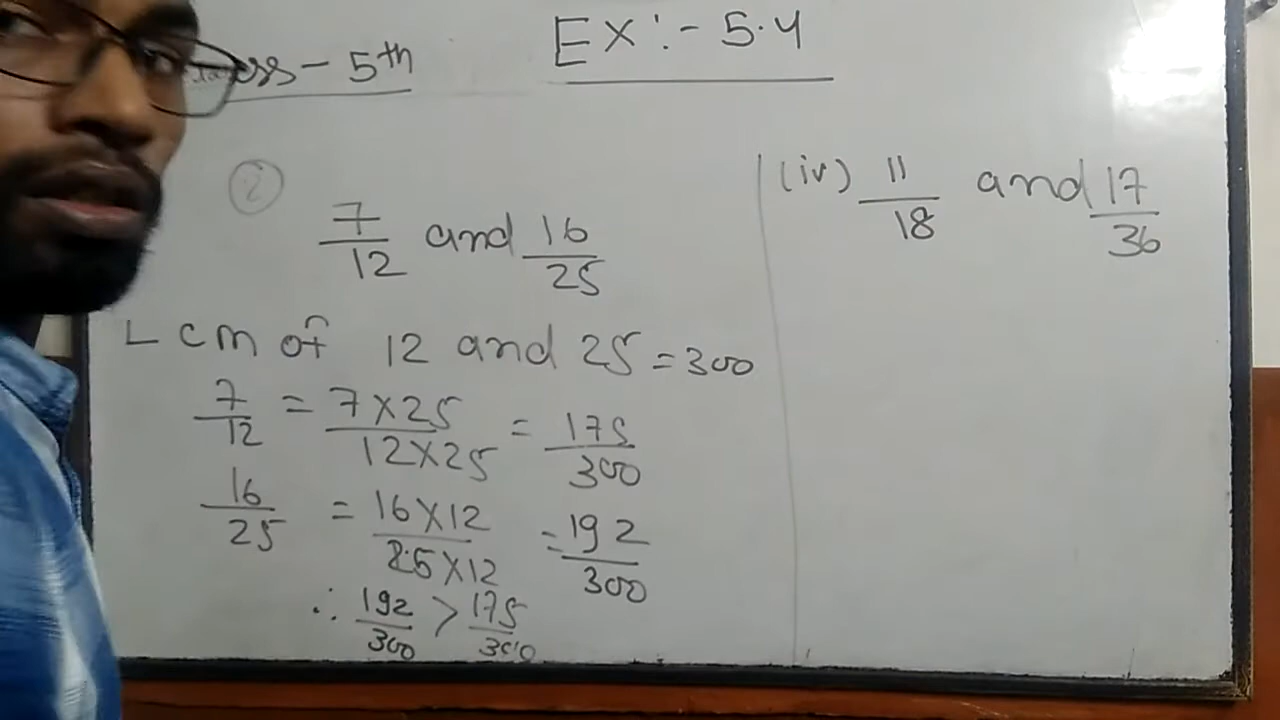 Ex:- 5.4
ss - 5th
(i)
7/12 and 16/25
Lcm of 12 and 25 = 300
7/12 = 7×25/12×25 = 175/300
16/25 = 16×12/25×12 = 192/300
∴ 192/300 > 175/300
(iv) 11/18 and 17/36